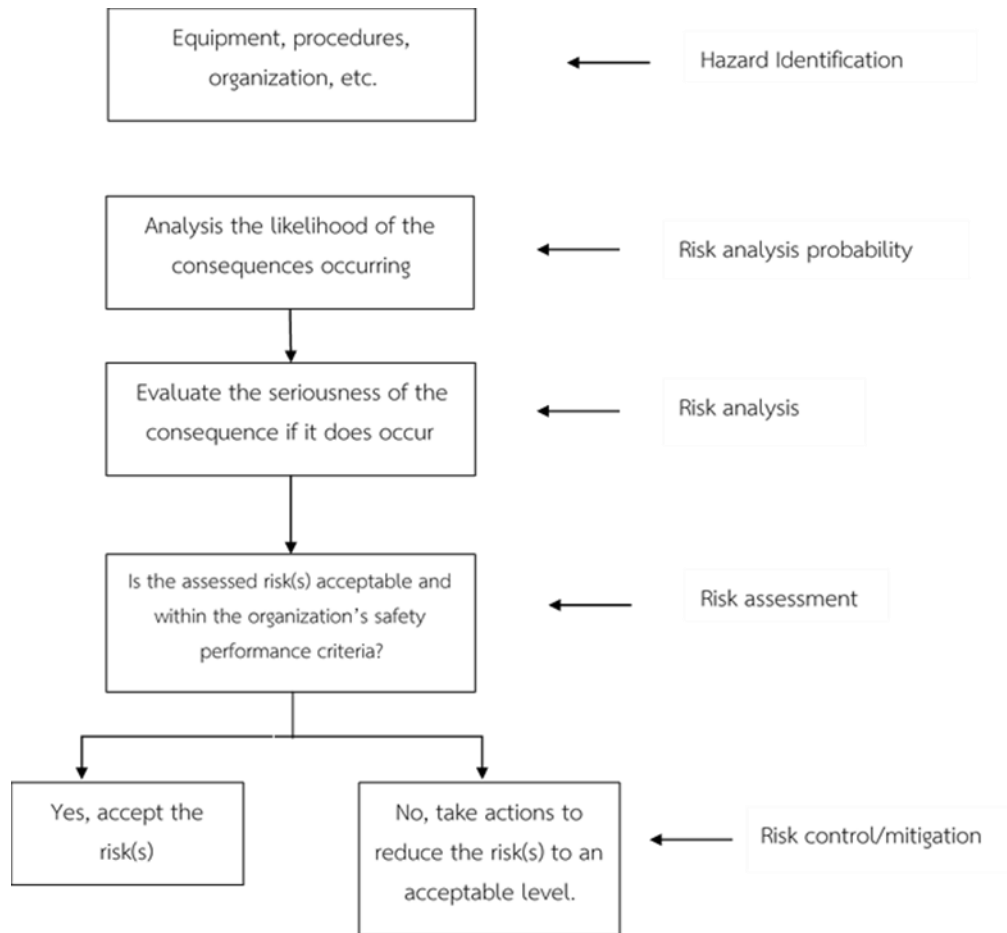 Equipment, procedures,
organization, etc.
Hazard Identification
Analysis the likelihood of the
consequences occurring
Risk analysis probability
Evaluate the seriousness of the
consequence if it does occur
Risk analysis
Is the assessed risk(s) acceptable and
within the organization's safety
performance criteria?
Risk assessment
Yes, accept the
risk(s)
No, take actions to
reduce the risk(s) to an
acceptable level.
Risk control/mitigation